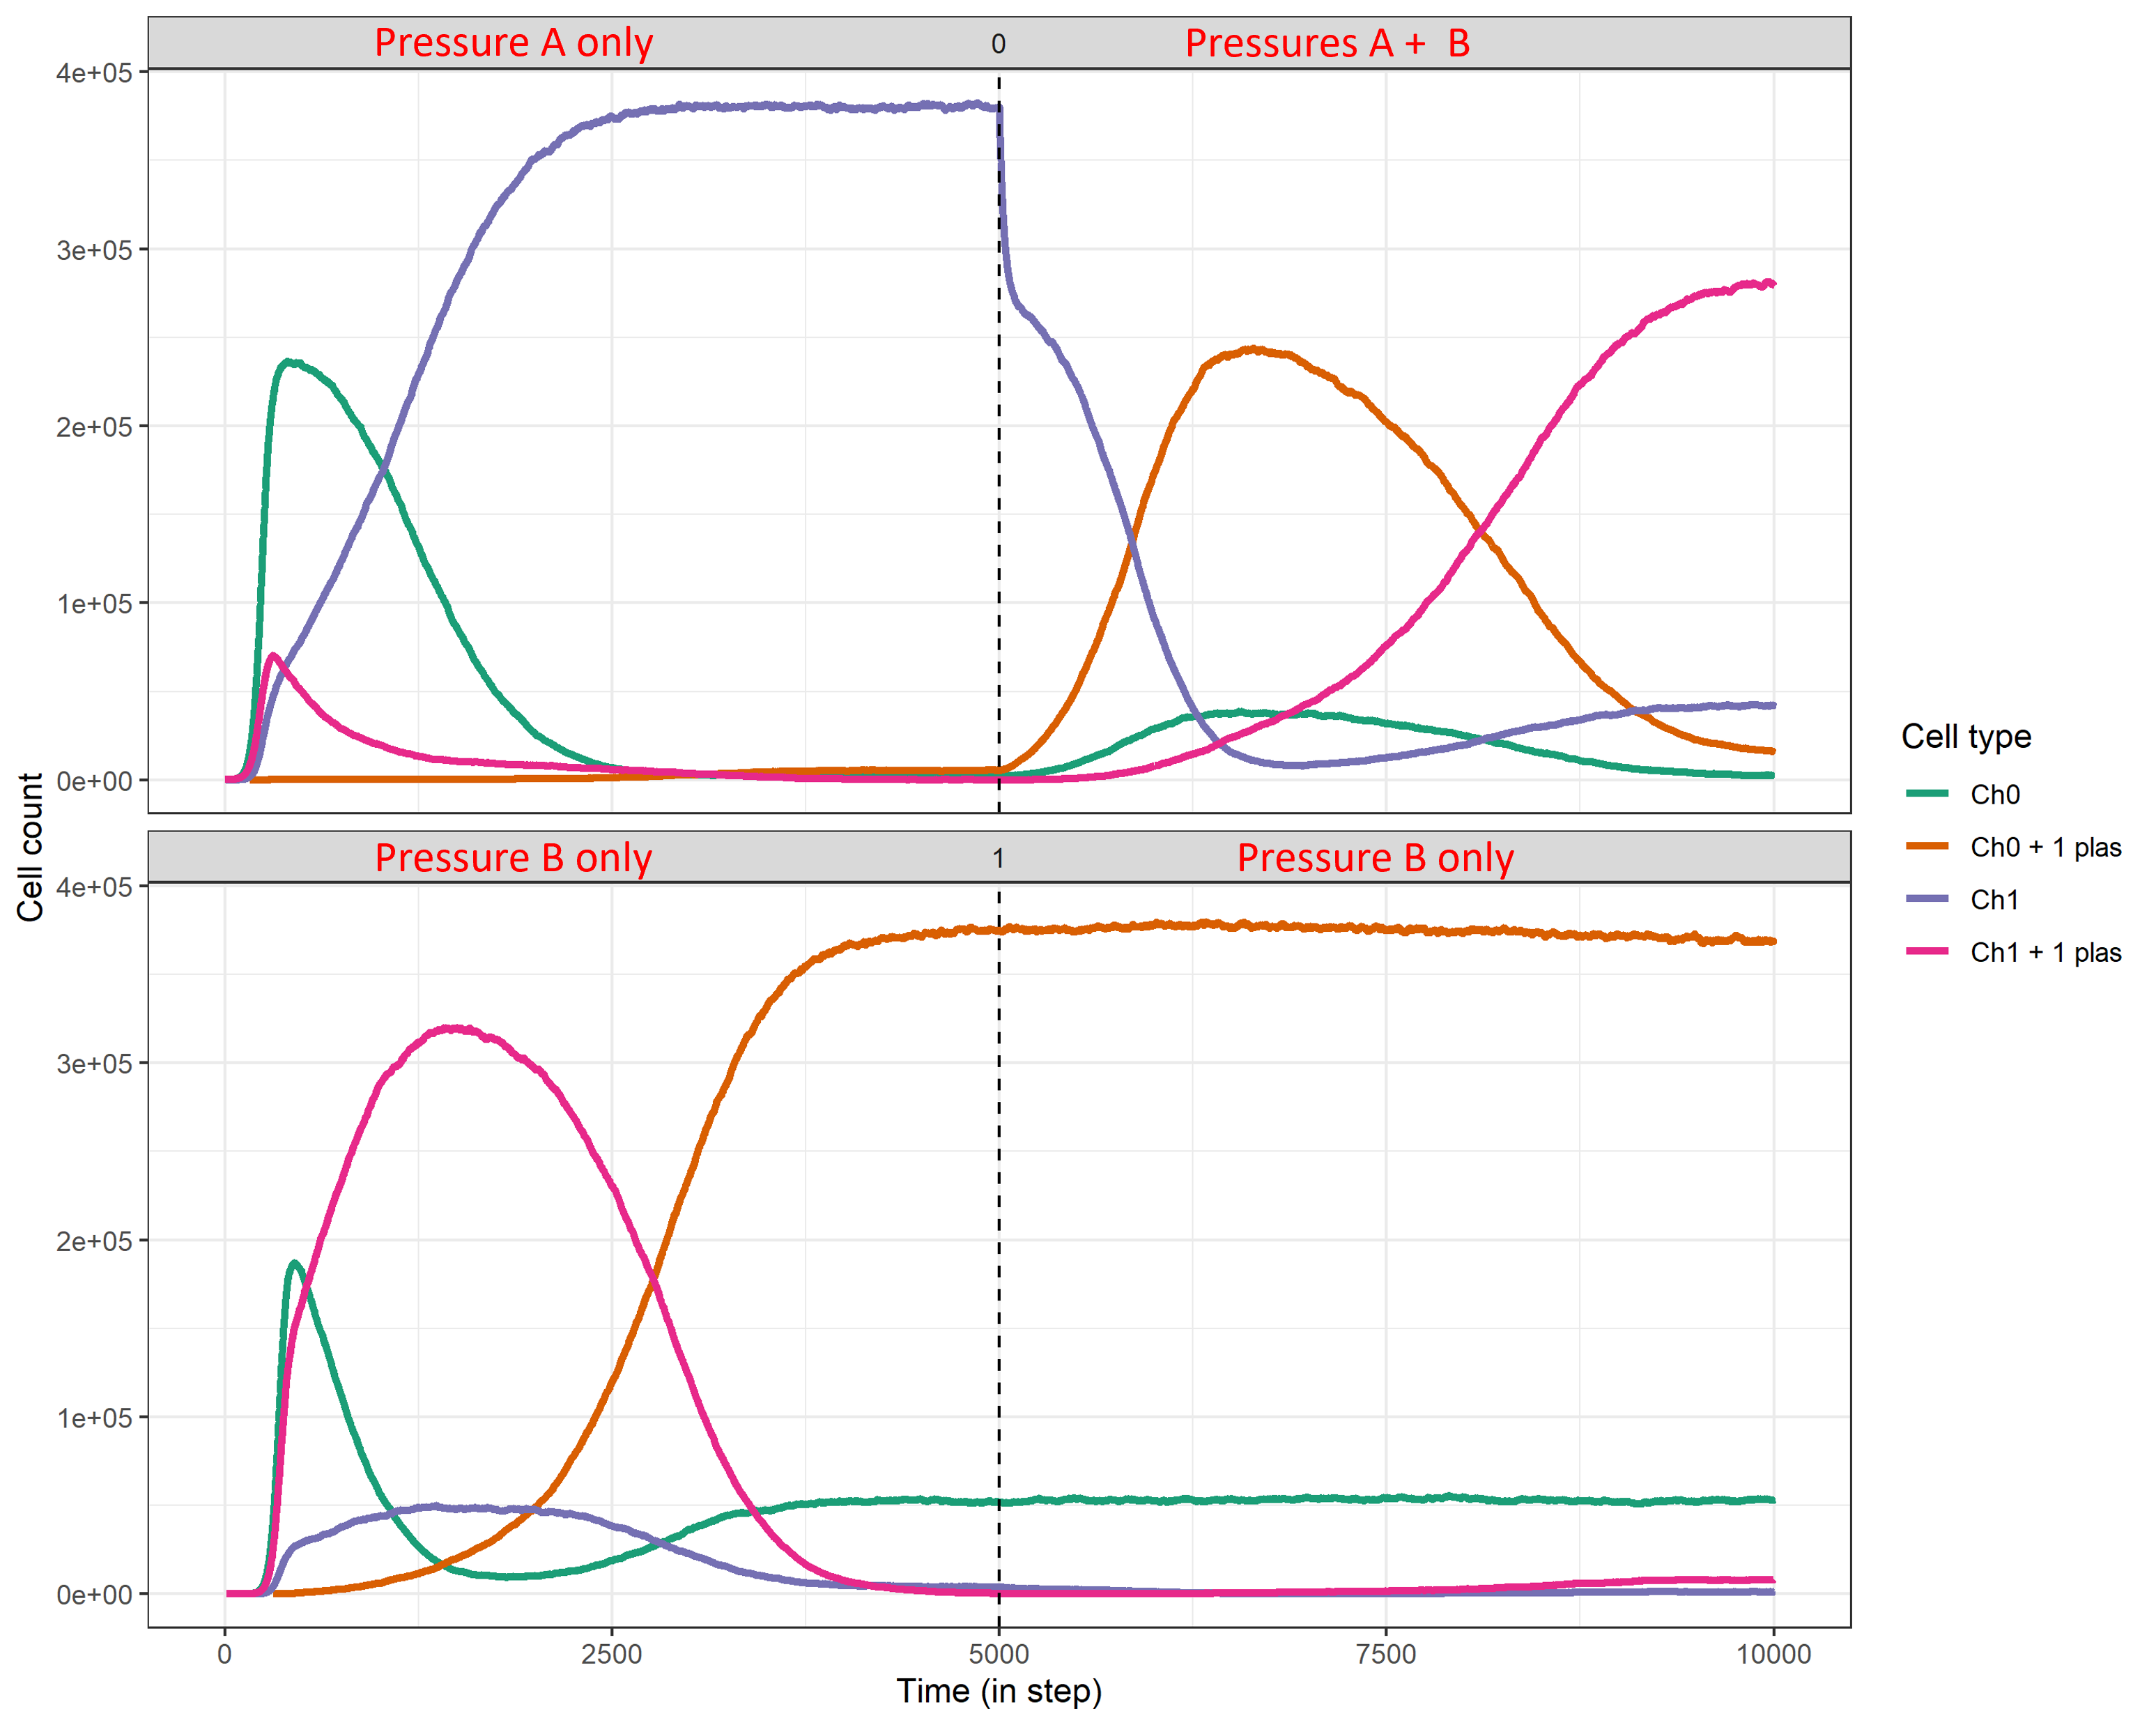 Pressure A only 0 Pressures A + B
4e+05
3e+05
2e+05
1e+05
0e+00
Pressure B only 1 Pressure B only
4e+05
3e+05
2e+05
1e+05
0e+00
0 2500 5000 7500 10000
Time (in step)
Cell count
Cell type
Ch0
Ch0 + 1 plas
Ch1
Ch1 + 1 plas